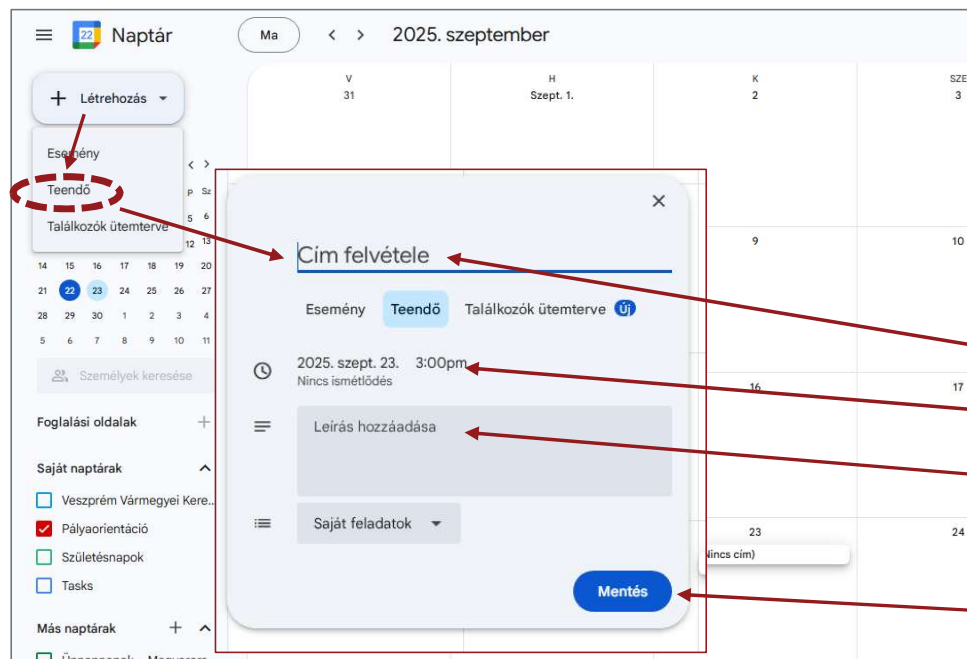 22 Naptár
Ma
2025. szeptember
V
31
H
Szept. 1.
K
2
SZE
3
Létrehozás
Esemény
Teendő
Találkozók ütemterve
P Sz
5 6
12 13
14 15 16 17 18 19 20
21 22 23 24 25 26 27
28 29 30 1 2 3 4
5 6 7 8 9 10 11
Személyek keresése
Foglalási oldalak
Saját naptárak
Veszprém Vármegyei Kere...
Pályaorientáció
Születésnapok
Tasks
Más naptárak
Cím felvétele
Esemény Teendő Találkozók ütemterve Új
2025. szept. 23. 3:00pm
Nincs ismétlődés
Leírás hozzáadása
Saját feladatok
Mentés
9
10
16
17
23
24
Nincs cím)